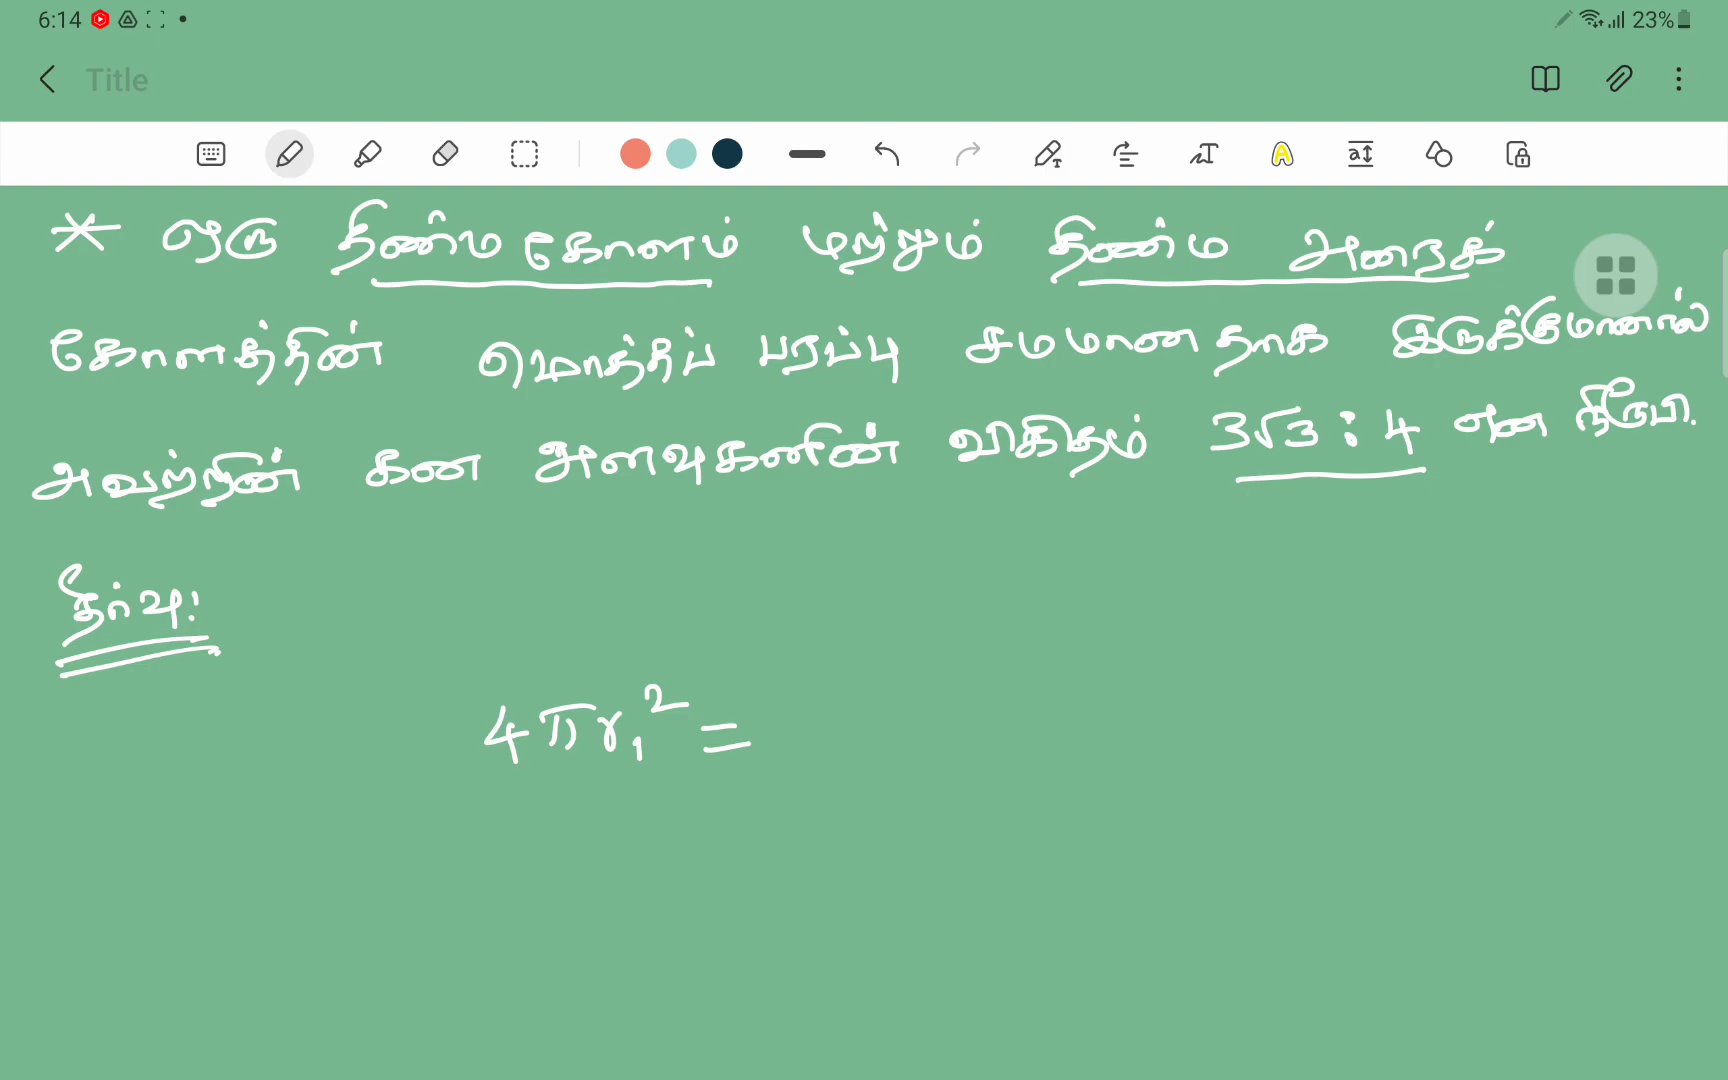 6:14
23%
Title
* ஒரு திண்ம கோளம் மற்றும் திண்ம அரைக்
கோளத்தின் மொத்தப் பரப்பு சமமானதாக இருக்குமேனால்
அவற்றின் கன அளவுகளின் விகிதம் 3√3 : 4 என நிரூபி.
தீர்வு:
4πr₁² =